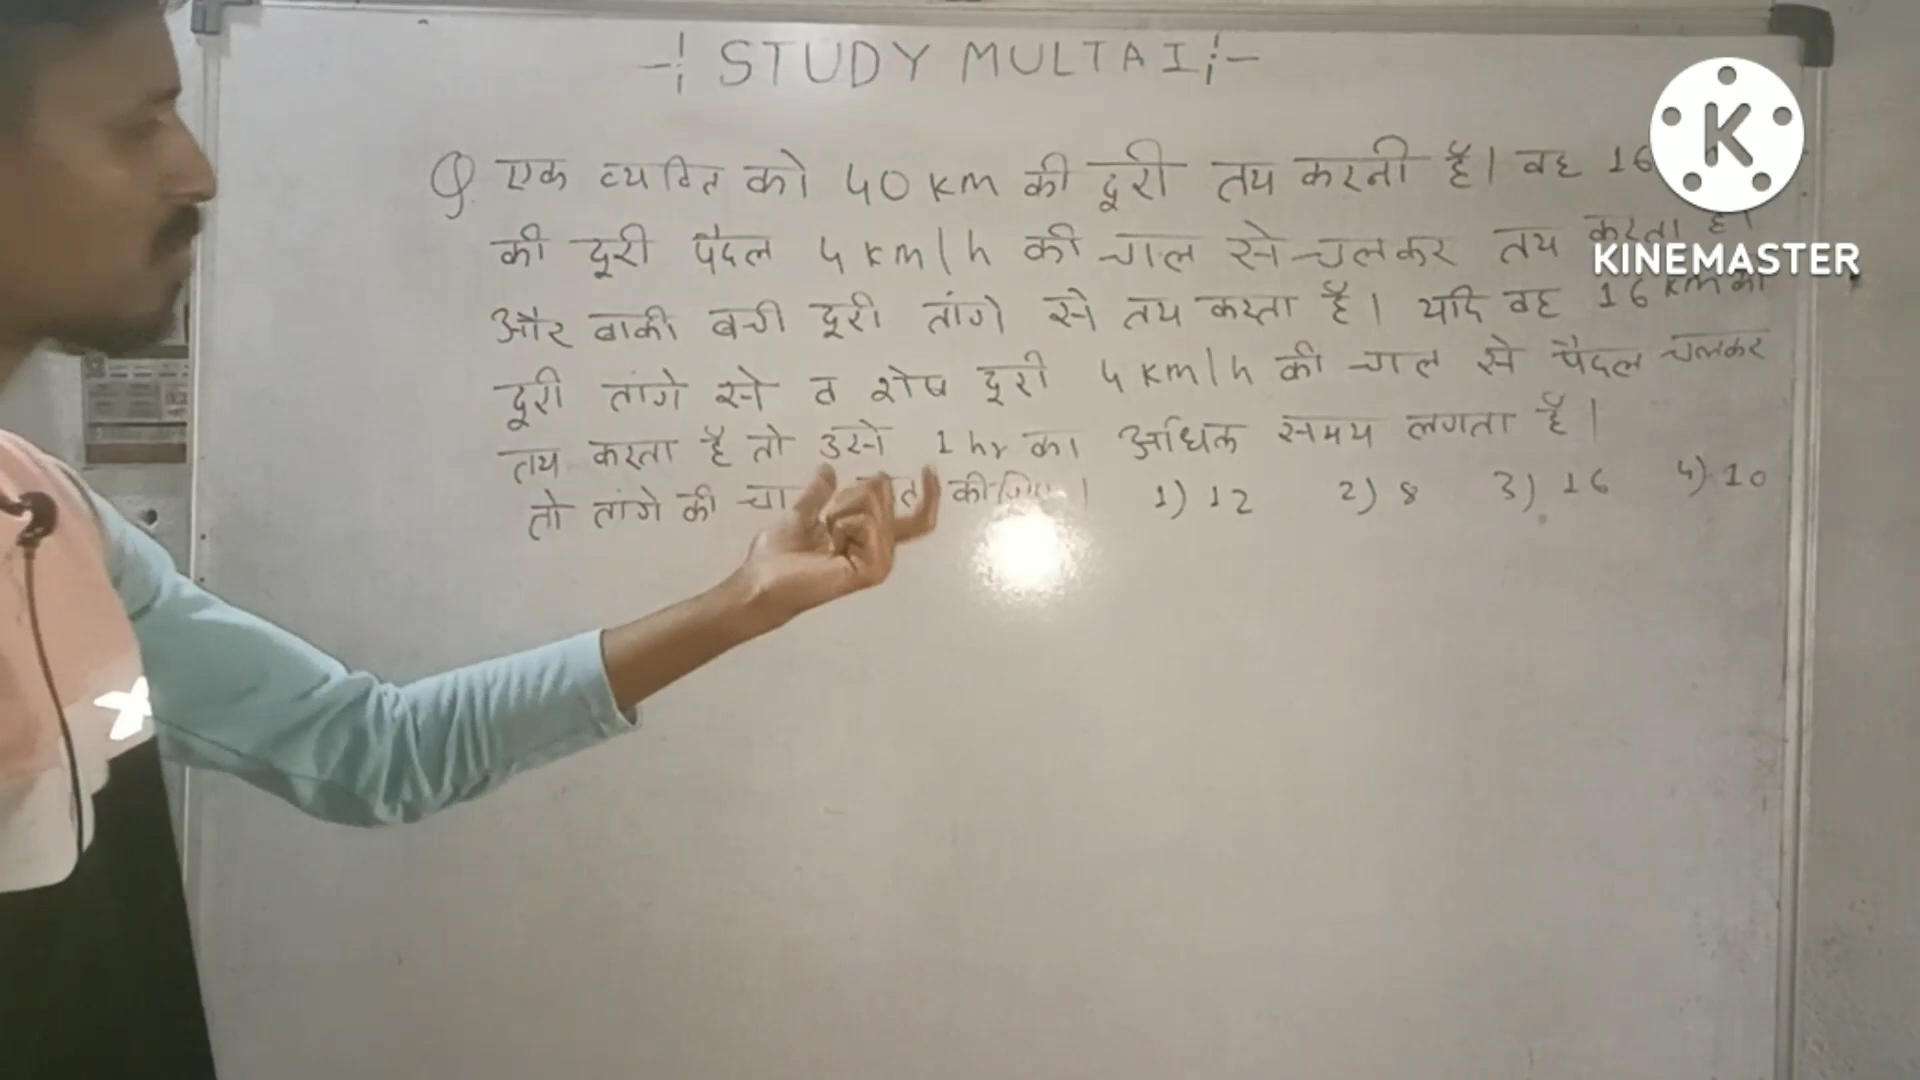 -¦ STUDY MULTAI ¦-
Q एक व्यक्ति को 40 KM की दूरी तय करनी है। वह 16
की दूरी पैदल 4 KM/h की चाल से चलकर तय करता है।
और बाकी बची दूरी तांगे से तय करता है। यदि वह 16 KM की
दूरी तांगे से व शेष दूरी 4 KM/h की चाल से पैदल चलकर
तय करता है तो उसे 1 hr का अधिक समय लगता है।
तो तांगे की कीजिए। 1) 12 2) 8 3) 16 4) 10
K
KINEMASTER